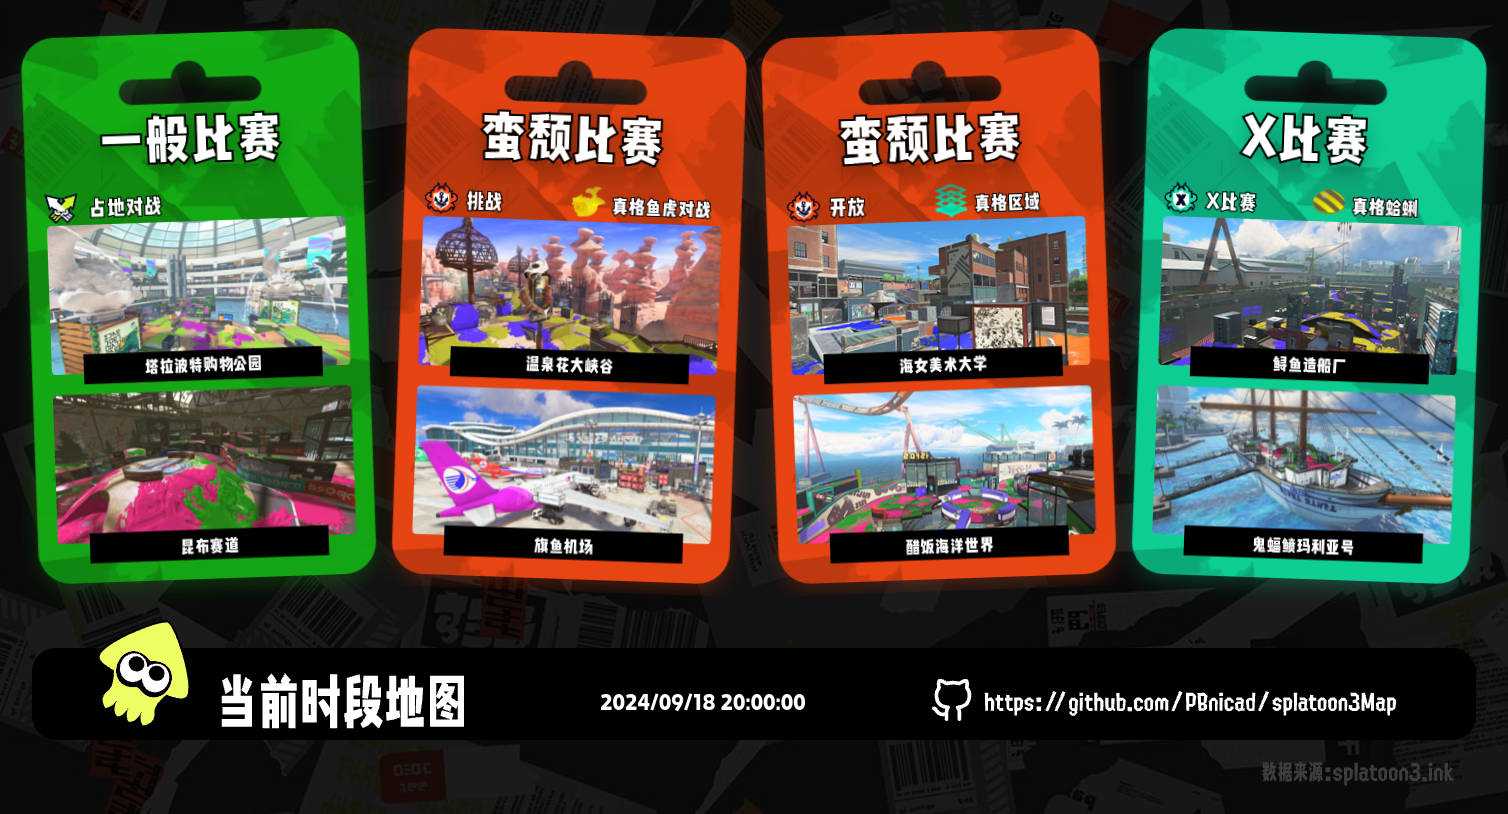 一般比赛
占地对战
塔拉波特购物公园
昆布赛道
蛮颓比赛
挑战
真格鱼虎对战
温泉花大峡谷
旗鱼机场
蛮颓比赛
开放
真格区域
海女美术大学
醋饭海洋世界
X比赛
X比赛
真格蛤蜊
鲟鱼造船厂
鬼蝠鲼玛利亚号
当前时段地图
2024/09/18 20:00:00
https://github.com/PBnicad/splatoon3Map
数据来源:splatoon3.ink